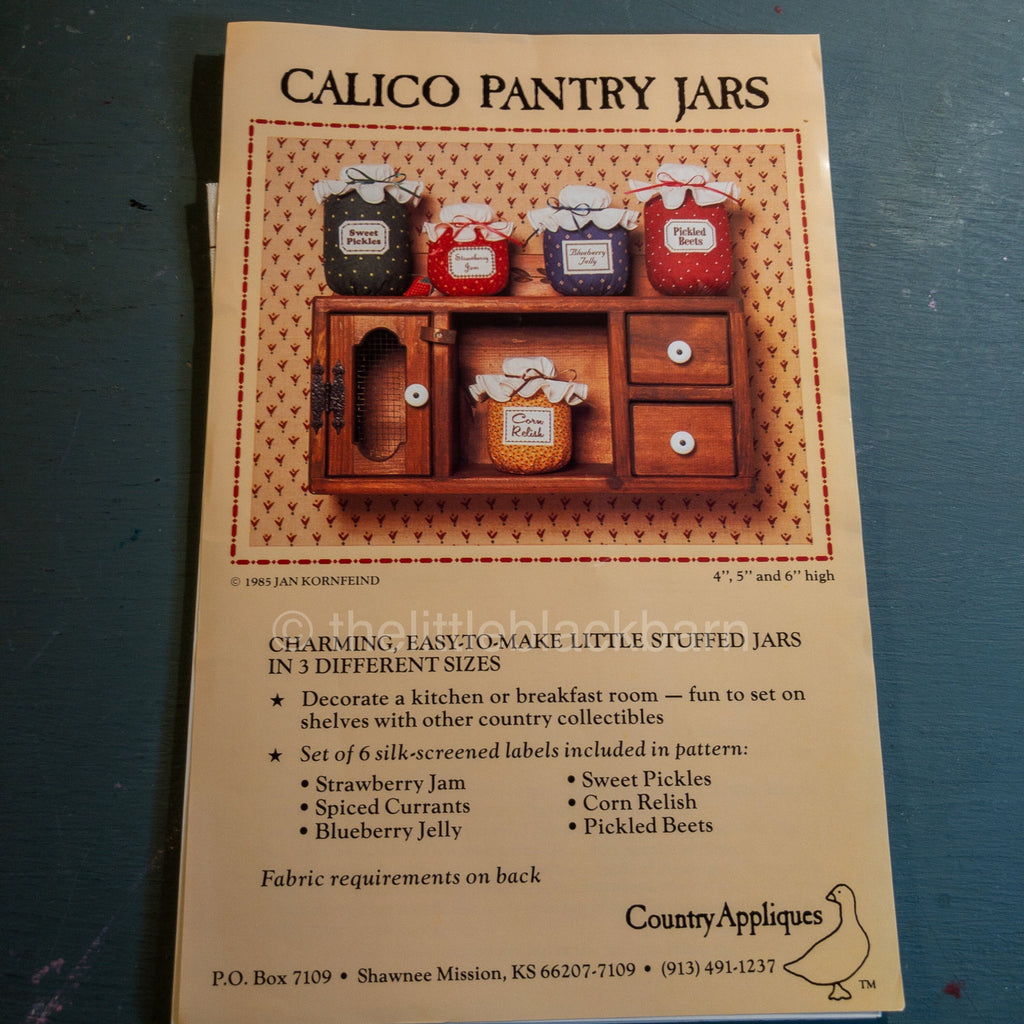 CALICO PANTRY JARS
Sweet
Pickles
Strawberry
Jam
Blueberry
Jelly
Pickled
Beets
Corn
Relish
© 1985 JAN KORNFEIND
4”, 5” and 6” high
© thelittleblackbarn
CHARMING, EASY-TO-MAKE LITTLE STUFFED JARS
IN 3 DIFFERENT SIZES
★ Decorate a kitchen or breakfast room — fun to set on
shelves with other country collectibles
★ Set of 6 silk-screened labels included in pattern:
• Strawberry Jam
• Spiced Currants
• Blueberry Jelly
• Sweet Pickles
• Corn Relish
• Pickled Beets
Fabric requirements on back
Country Appliques
P.O. Box 7109 • Shawnee Mission, KS 66207-7109 • (913) 491-1237
TM